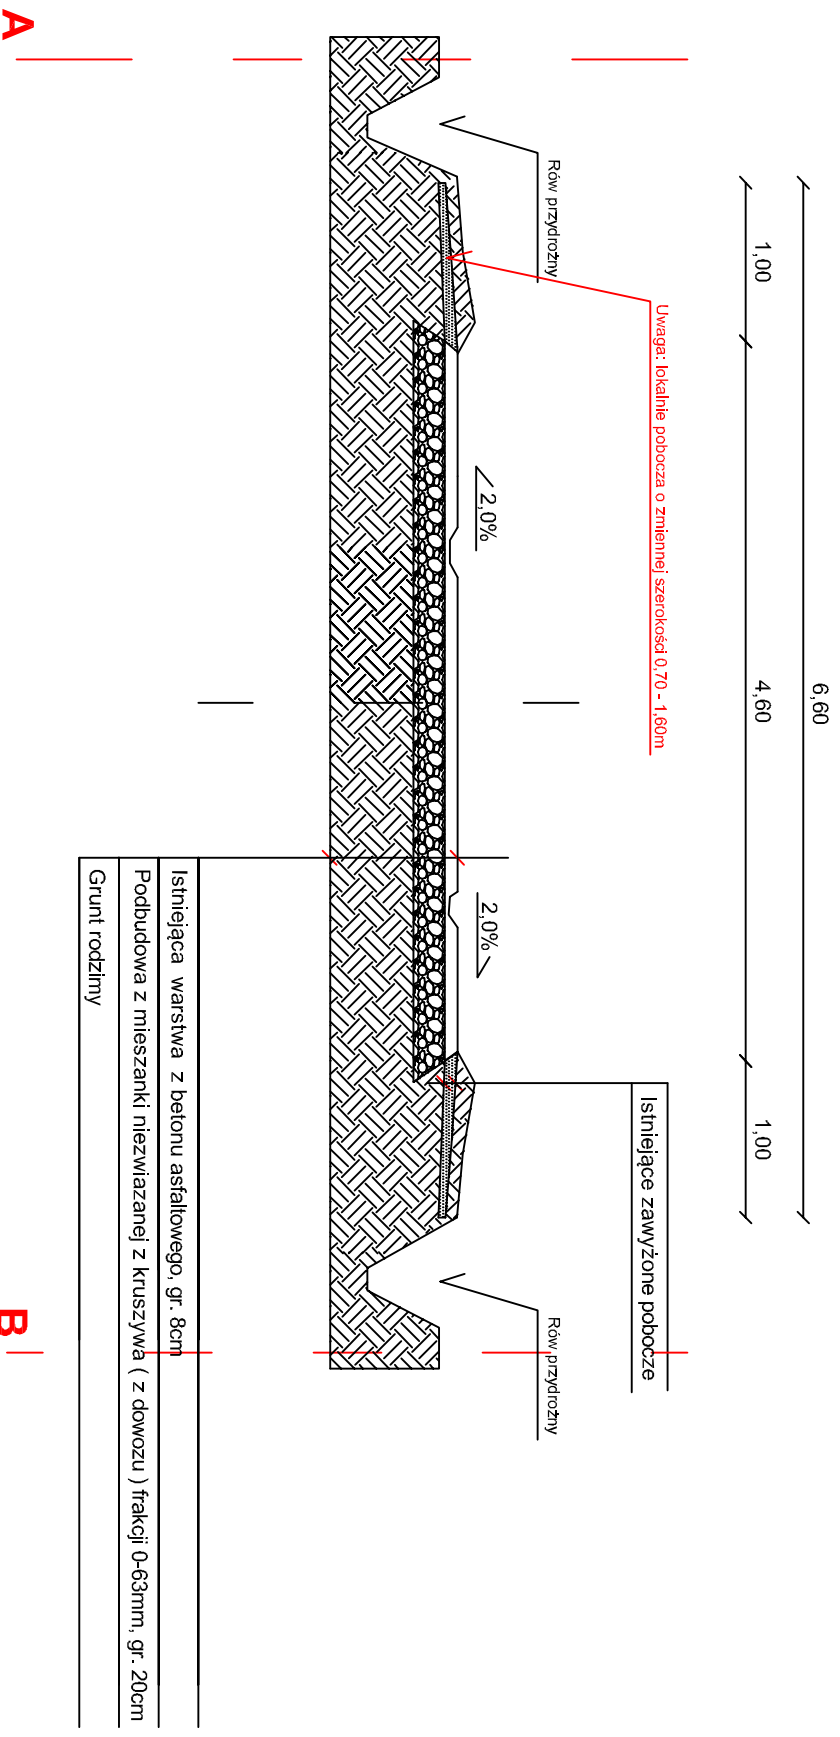 6,60
1,00
4,60
1,00
Uwaga: lokalnie pobocza o zmiennej szerokości 0,70 - 1,60m
Istniejące zawyżone pobocze
Rów przydrożny
Rów przydrożny
2,0%
2,0%
Istniejąca warstwa z betonu asfaltowego, gr. 8cm
Podbudowa z mieszanki niezwiazanej z kruszywa ( z dowozu ) frakcji 0-63mm, gr. 20cm
Grunt rodzimy
A
B